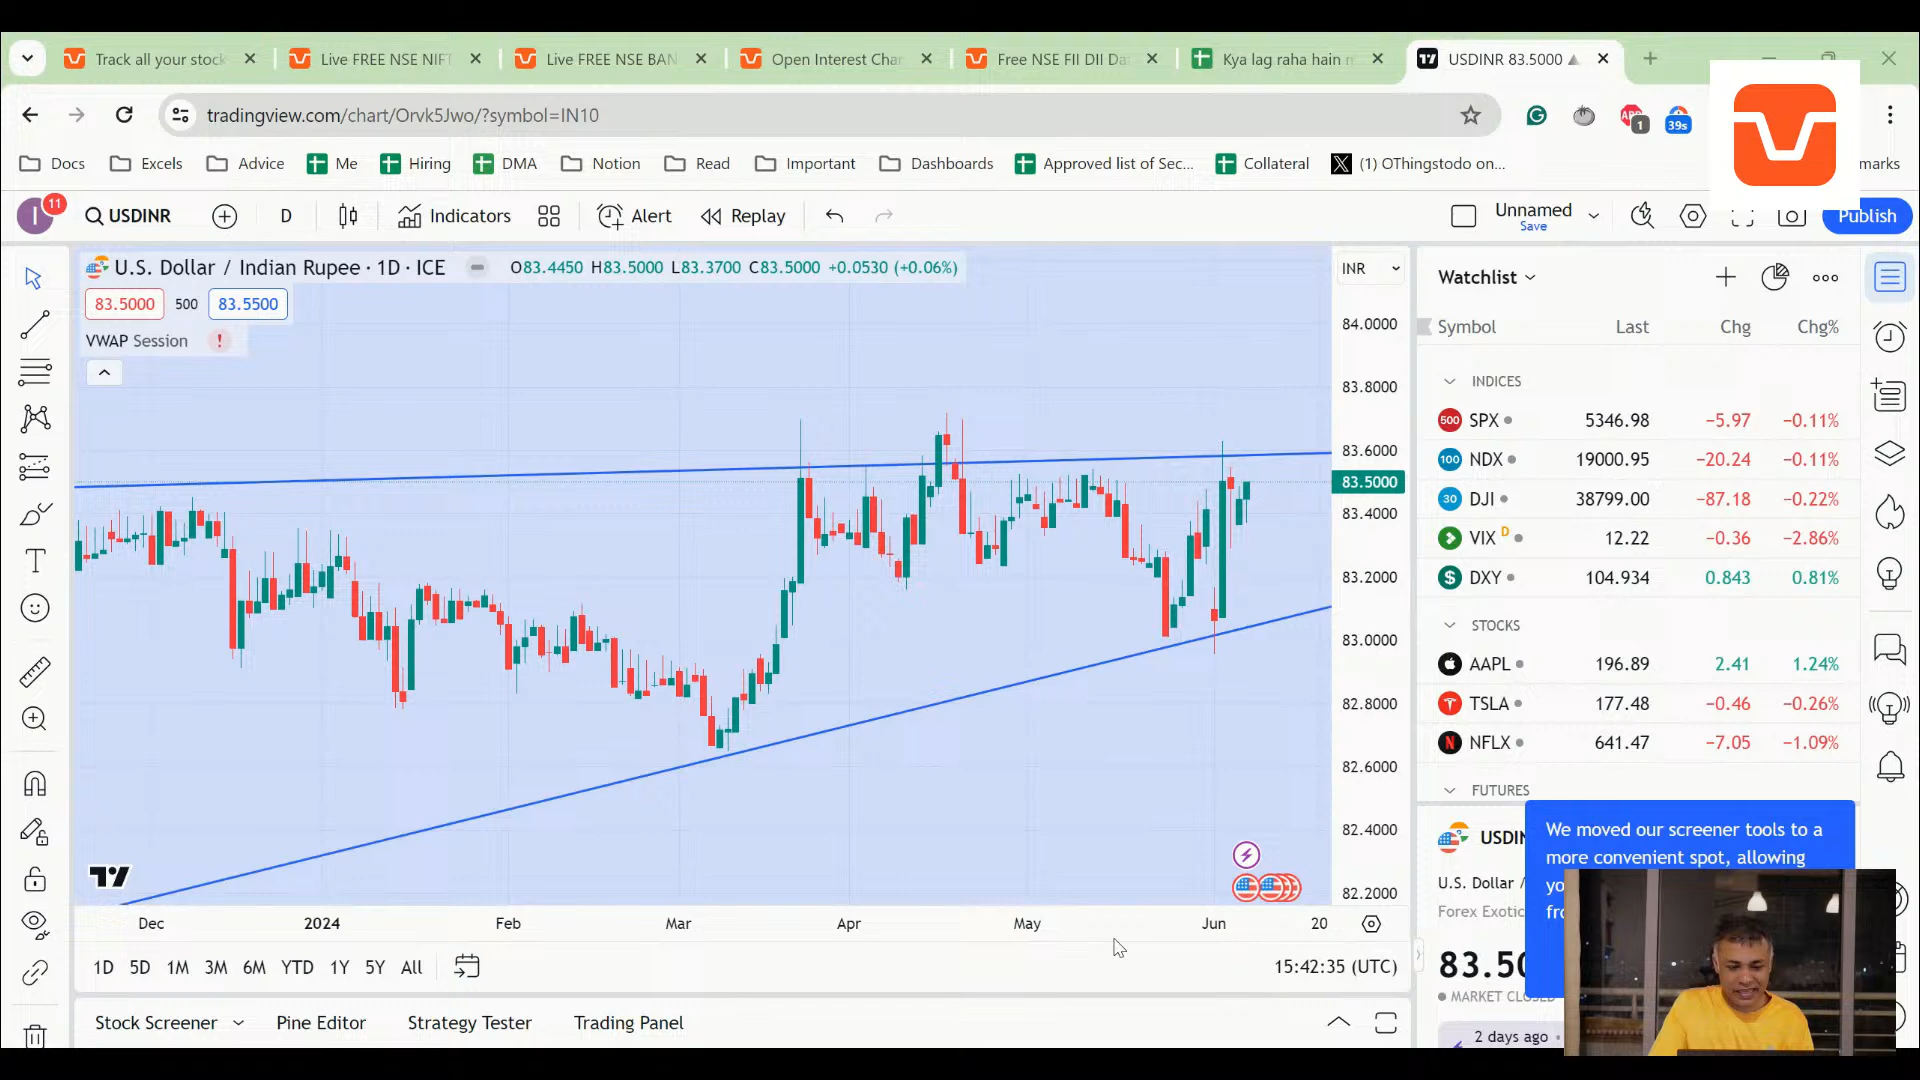 Track all your stock
Live FREE NSE NIFT
Live FREE NSE BAN
Open Interest Char
Free NSE FII DII Da
Kya lag raha hain m
USDINR 83.5000
tradingview.com/chart/Orvk5Jwo/?symbol=IN10
1
39s
Docs
Excels
Advice
Me
Hiring
DMA
Notion
Read
Important
Dashboards
Approved list of Sec...
Collateral
(1) OThingstodo on...
marks
I
11
USDINR
D
Indicators
Alert
Replay
Unnamed
Save
Publish
U.S. Dollar / Indian Rupee · 1D · ICE
O83.4450 H83.5000 L83.3700 C83.5000 +0.0530 (+0.06%)
83.5000 500 83.5500
VWAP Session
INR
84.0000
83.8000
83.6000
83.5000
83.4000
83.2000
83.0000
82.8000
82.6000
82.4000
82.2000
Dec 2024 Feb Mar Apr May Jun 20
1D 5D 1M 3M 6M YTD 1Y 5Y All
15:42:35 (UTC)
Stock Screener
Pine Editor
Strategy Tester
Trading Panel
Watchlist
Symbol Last Chg Chg%
INDICES
500 SPX 5346.98 −5.97 −0.11%
100 NDX 19000.95 −20.24 −0.11%
30 DJI 38799.00 −87.18 −0.22%
VIX D 12.22 −0.36 −2.86%
DXY 104.934 0.843 0.81%
STOCKS
AAPL 196.89 2.41 1.24%
TSLA 177.48 −0.46 −0.26%
NFLX 641.47 −7.05 −1.09%
FUTURES
We moved our screener tools to a
more convenient spot, allowing
U.S. Dollar /
Forex Exotic
83.50
MARKET CLOSED
2 days ago